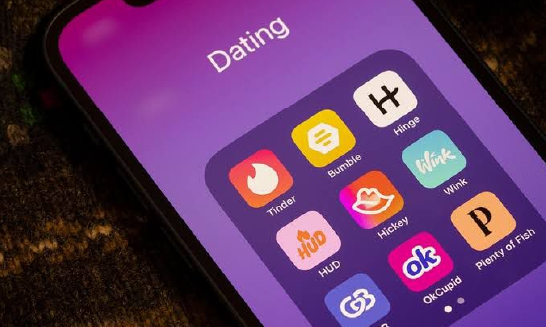 Dating
Tinder
Bumble
H
Hinge
HUD
HUD
Hickey
Wink
Wink
ok
OkCupid
P
Plenty of Fish